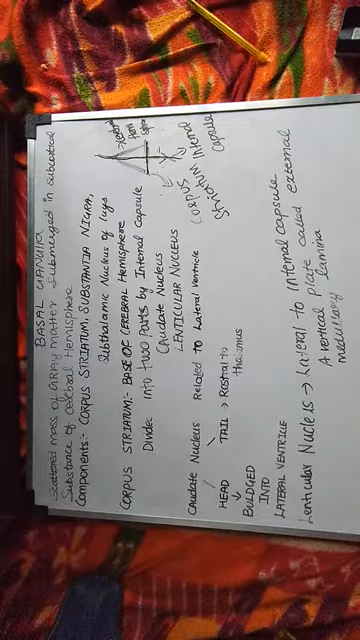 BASAL GANGLIA
Scattered mass of GRAY matter submerged in subcortical
substance of cerebral Hemisphere
Components:- CORPUS STRIATUM, SUBSTANTIA NIGRA,
Subthalamic Nucleus of luys
CORPUS STRIATUM:- BASE OF CEREBRAL HEMISPHERE
Divided into two parts by Internal capsule
Caudate Nucleus
LENTICULAR NUCLEUS
CORPUS
Internal
Capsule
Caudate Nucleus Related to Lateral Ventricle
HEAD TAIL → Rostral to
thalamus
BULDGED
INTO
LATERAL VENTRICLE
Lenticular Nucleus → Lateral to internal capsule
A vertical plate called external
medullary lamina